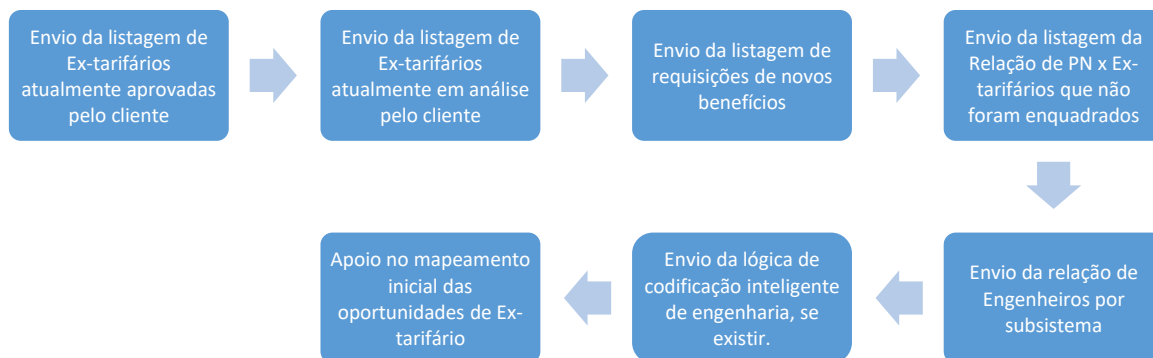 Envio da listagem de
Ex-tarifários
atualmente aprovadas
pelo cliente
Envio da listagem de
Ex-tarifários
atualmente em análise
pelo cliente
Envio da listagem de
requisições de novos
benefícios
Envio da listagem da
Relação de PN x Ex-
tarifários que não
foram enquadrados
Envio da relação de
Engenheiros por
subsistema
Envio da lógica de
codificação inteligente
de engenharia, se
existir.
Apoio no mapeamento
inicial das
oportunidades de Ex-
tarifário